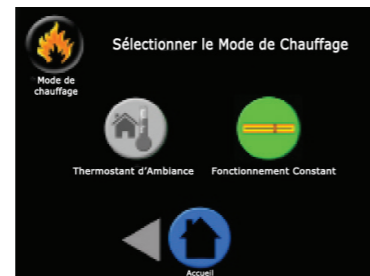 Sélectionner le Mode de Chauffage
Mode de
chauffage
Thermostant d'Ambiance
Fonctionnement Constant
Accueil